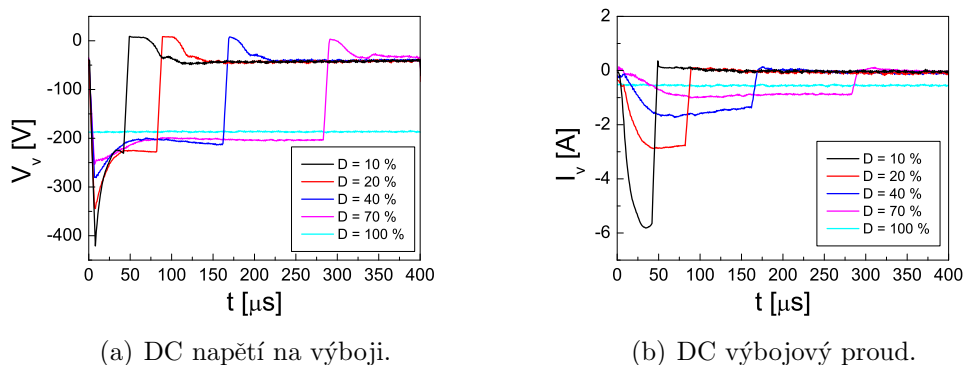 0
-100
-200
-300
-400
V_v [V]
D = 10 %
D = 20 %
D = 40 %
D = 70 %
D = 100 %
0 50 100 150 200 250 300 350 400
t [μs]
(a) DC napětí na výboji.
2
0
-2
-4
-6
I_v [A]
D = 10 %
D = 20 %
D = 40 %
D = 70 %
D = 100 %
0 50 100 150 200 250 300 350 400
t [μs]
(b) DC výbojový proud.